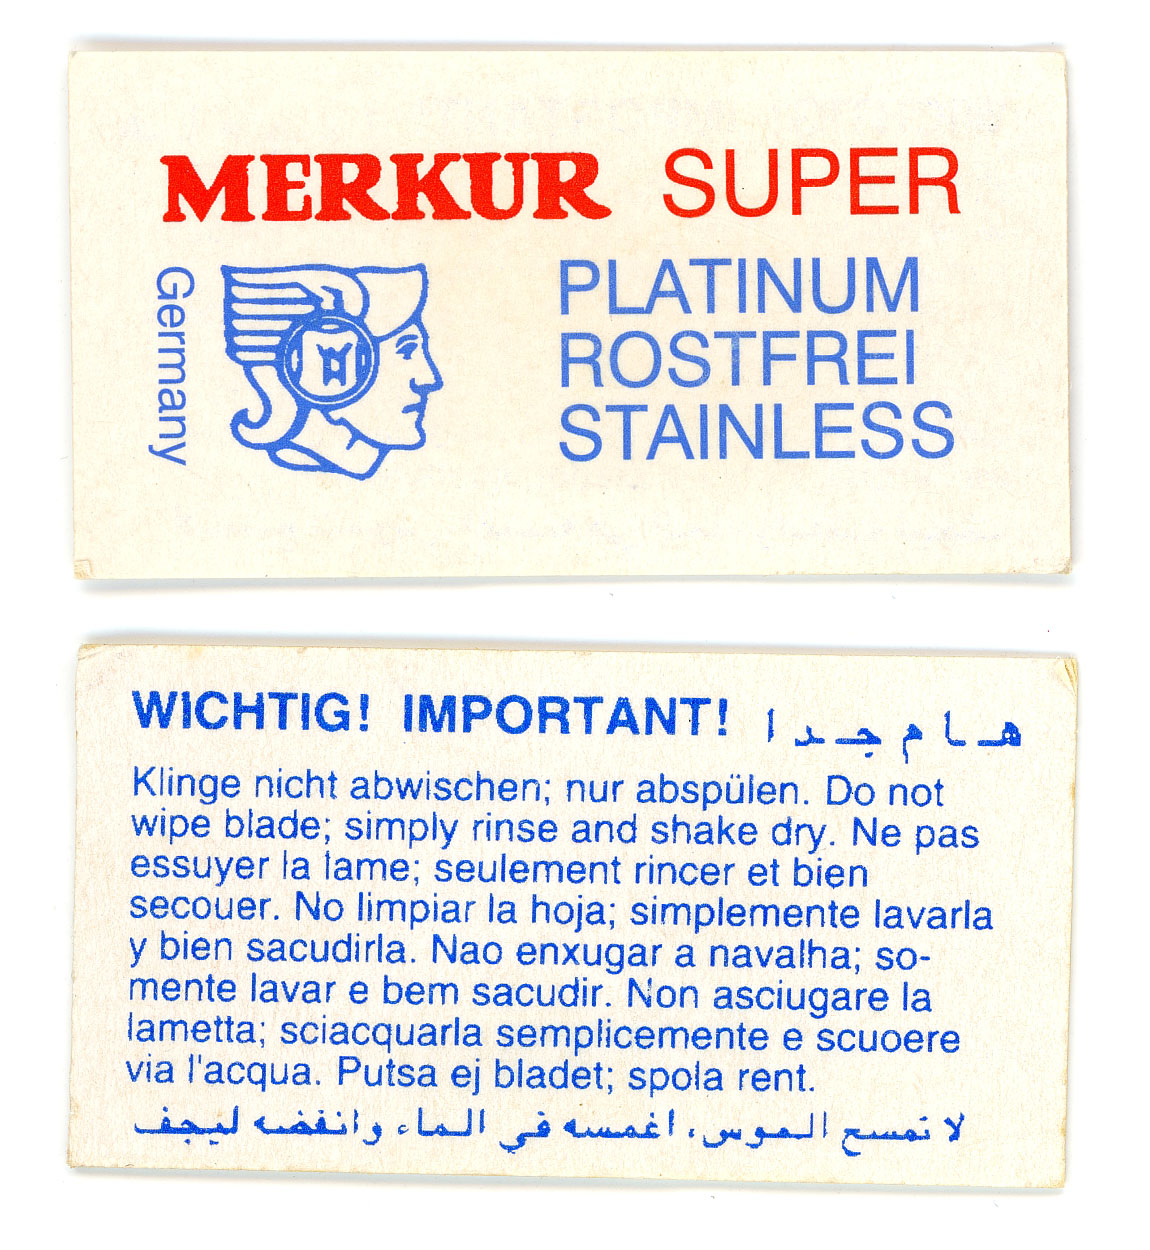 MERKUR SUPER
Germany
PLATINUM
ROSTFREI
STAINLESS
WICHTIG! IMPORTANT! هام جدا
Klinge nicht abwischen; nur abspülen. Do not
wipe blade; simply rinse and shake dry. Ne pas
essuyer la lame; seulement rincer et bien
secouer. No limpiar la hoja; simplemente lavarla
y bien sacudirla. Nao enxugar a navalha; so-
mente lavar e bem sacudir. Non asciugare la
lametta; sciacquarla semplicemente e scuoere
via l'acqua. Putsa ej bladet; spola rent.
لا تمسح الموس، اغمسه في الماء وانفضه ليجف